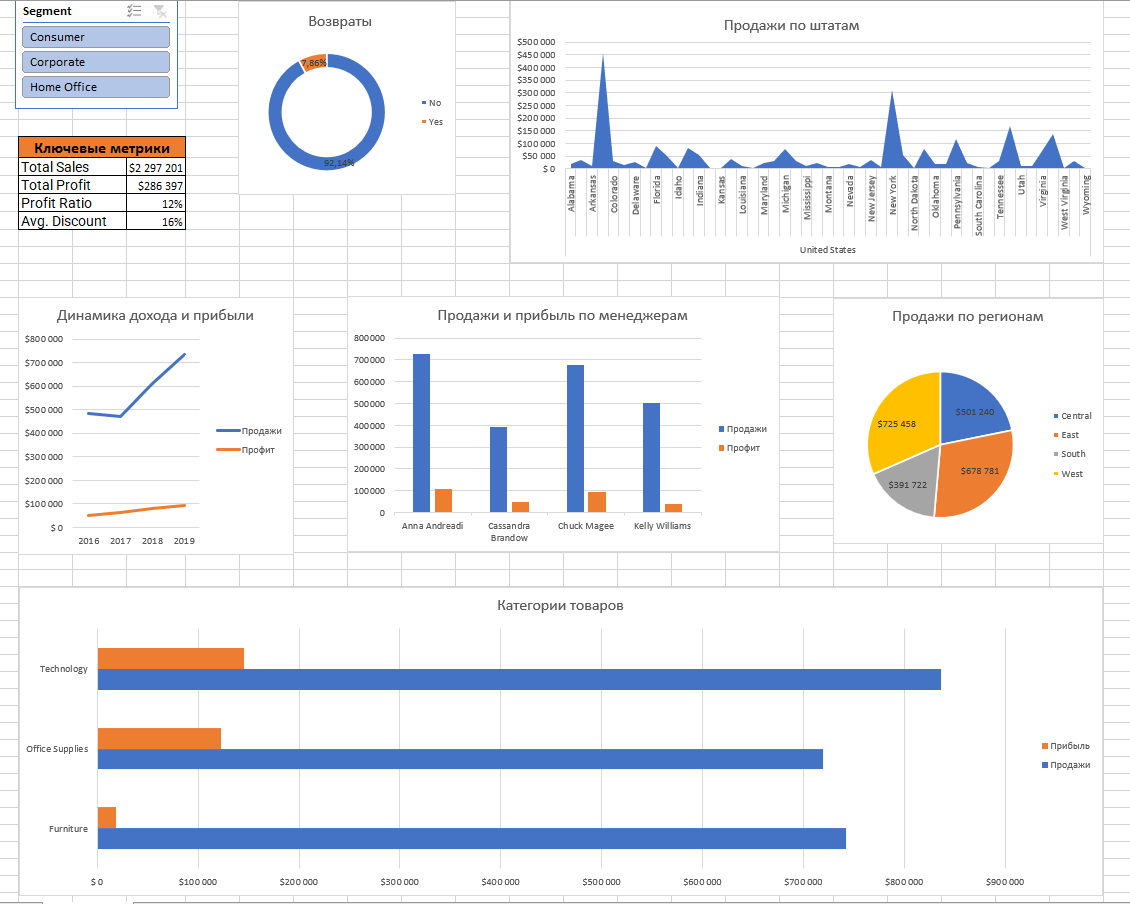 Segment
Consumer
Corporate
Home Office
Ключевые метрики
Total Sales $2 297 201
Total Profit $286 397
Profit Ratio 12%
Avg. Discount 16%
Возвраты
7,86%
92,14%
No
Yes
Продажи по штатам
$500 000
$450 000
$400 000
$350 000
$300 000
$250 000
$200 000
$150 000
$100 000
$50 000
$0
Alabama
Arkansas
Colorado
Delaware
Florida
Idaho
Indiana
Kansas
Louisiana
Maryland
Michigan
Mississippi
Montana
Nevada
New Jersey
New York
North Dakota
Oklahoma
Pennsylvania
South Carolina
Tennessee
Utah
Virginia
West Virginia
Wyoming
United States
Динамика дохода и прибыли
$800 000
$700 000
$600 000
$500 000
$400 000
$300 000
$200 000
$100 000
$0
2016 2017 2018 2019
Продажи
Профит
Продажи и прибыль по менеджерам
800000
700000
600000
500000
400000
300000
200000
100000
0
Anna Andreadi
Cassandra
Brandow
Chuck Magee
Kelly Williams
Продажи
Профит
Продажи по регионам
$501 240
$725 458
$678 781
$391 722
Central
East
South
West
Категории товаров
Technology
Office Supplies
Furniture
$0 $100 000 $200 000 $300 000 $400 000 $500 000 $600 000 $700 000 $800 000 $900 000
Прибыль
Продажи